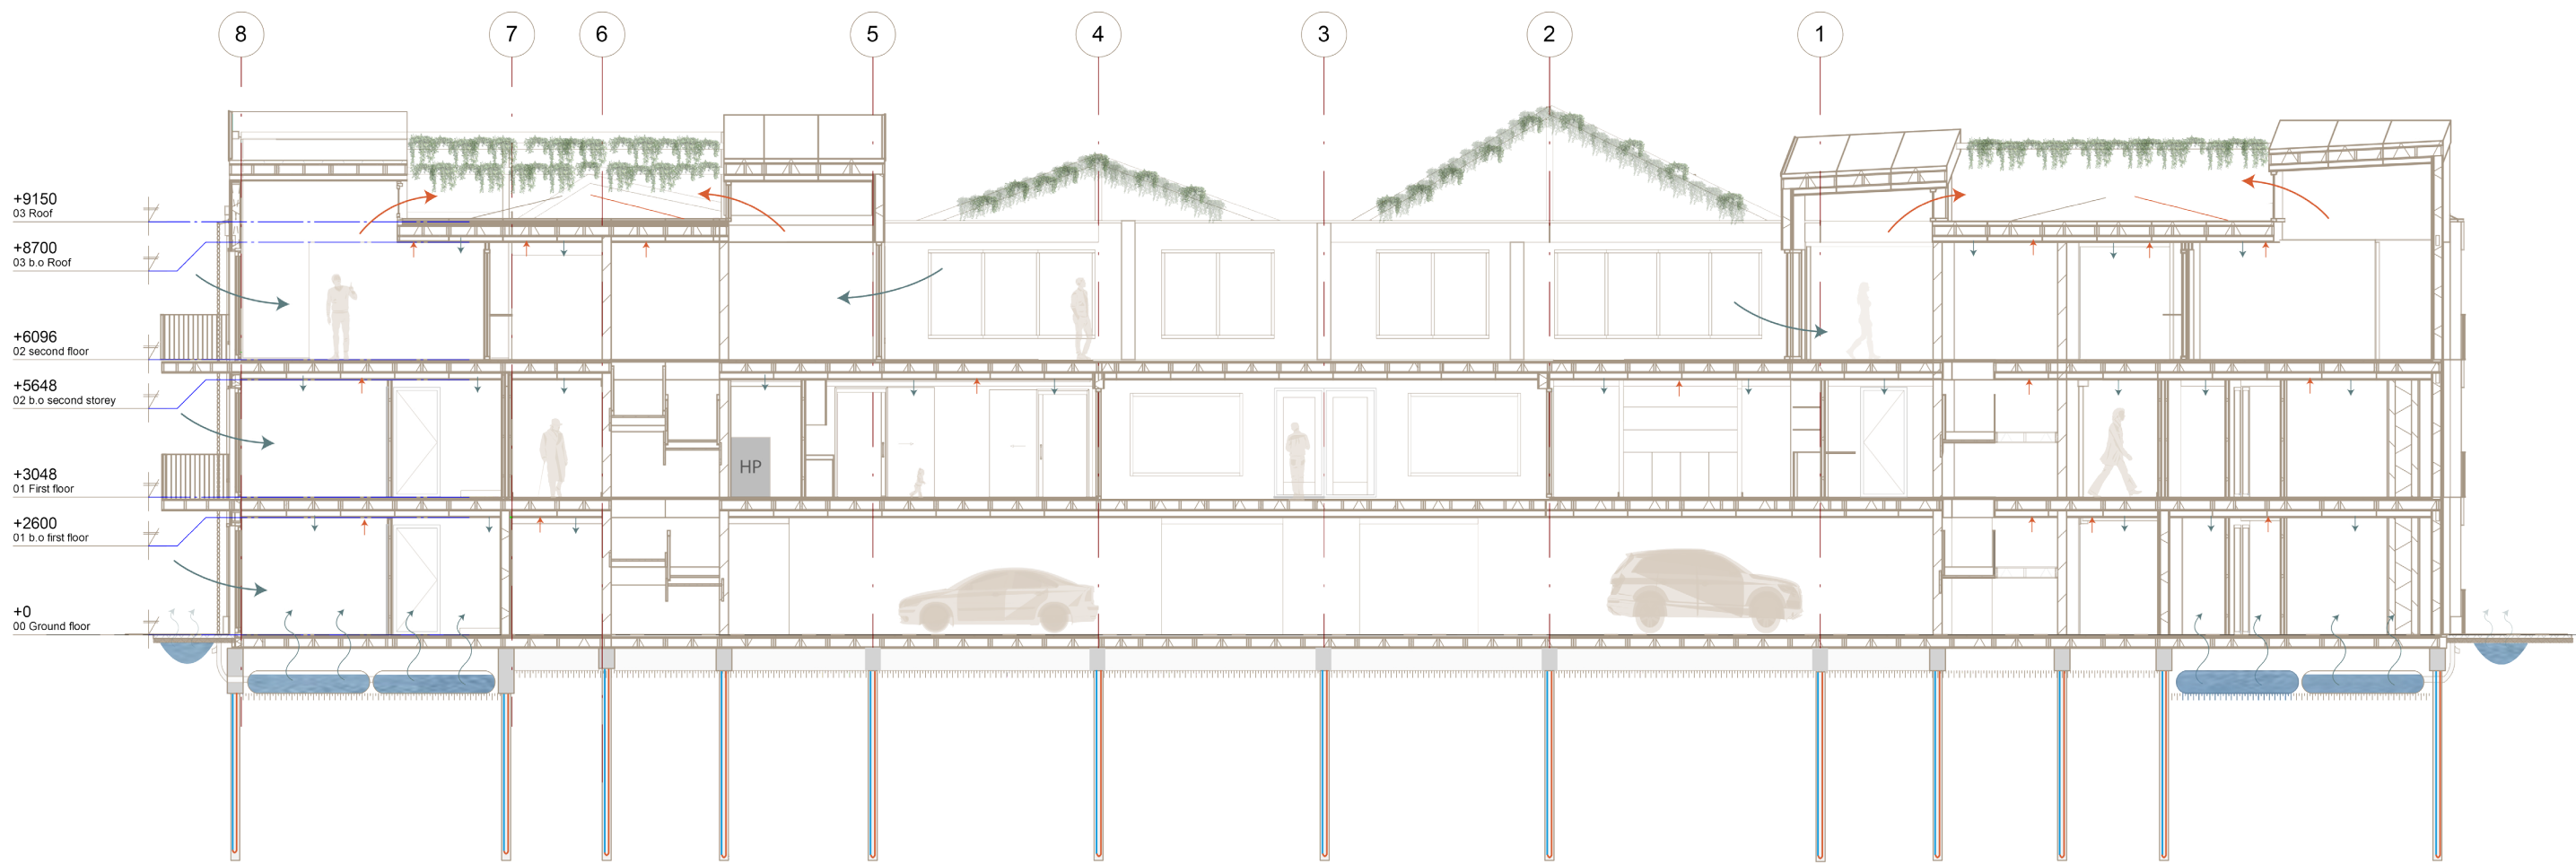 8 7 6 5 4 3 2 1
+9150
03 Roof
+8700
03 b.o Roof
+6096
02 second floor
+5648
02 b.o second storey
+3048
01 First floor
HP
+2600
01 b.o first floor
+0
00 Ground floor